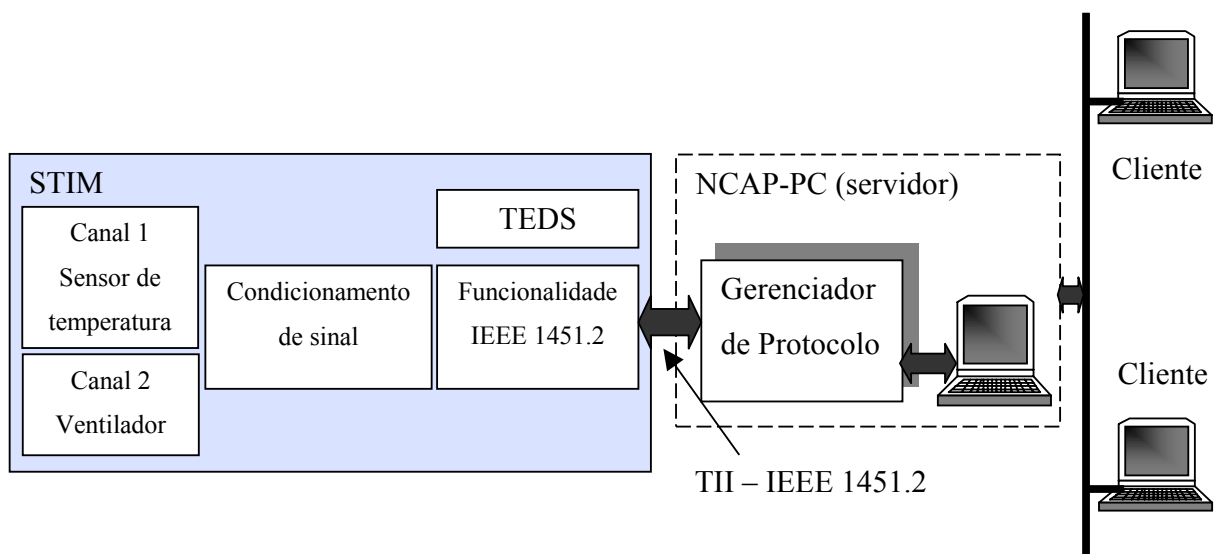 STIM
Canal 1
Sensor de
temperatura
Canal 2
Ventilador
Condicionamento
de sinal
TEDS
Funcionalidade
IEEE 1451.2
NCAP-PC (servidor)
Gerenciador
de Protocolo
TII – IEEE 1451.2
Cliente
Cliente